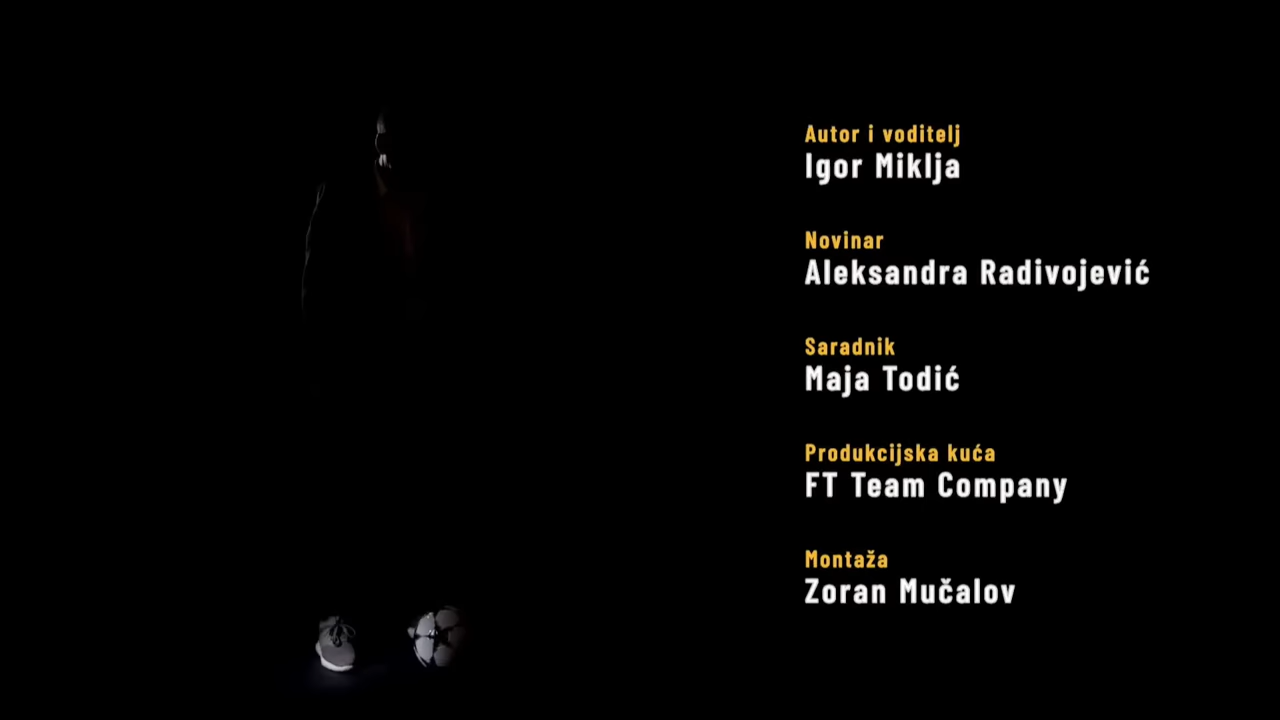 Autor i voditelj
Igor Miklja
Novinar
Aleksandra Radivojević
Saradnik
Maja Todić
Produkcijska kuća
FT Team Company
Montaža
Zoran Mučalov